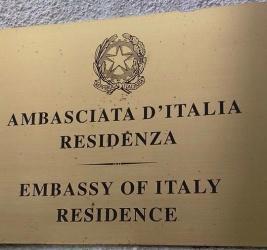 AMBASCIATA D'ITALIA
RESIDENZA
EMBASSY OF ITALY
RESIDENCE